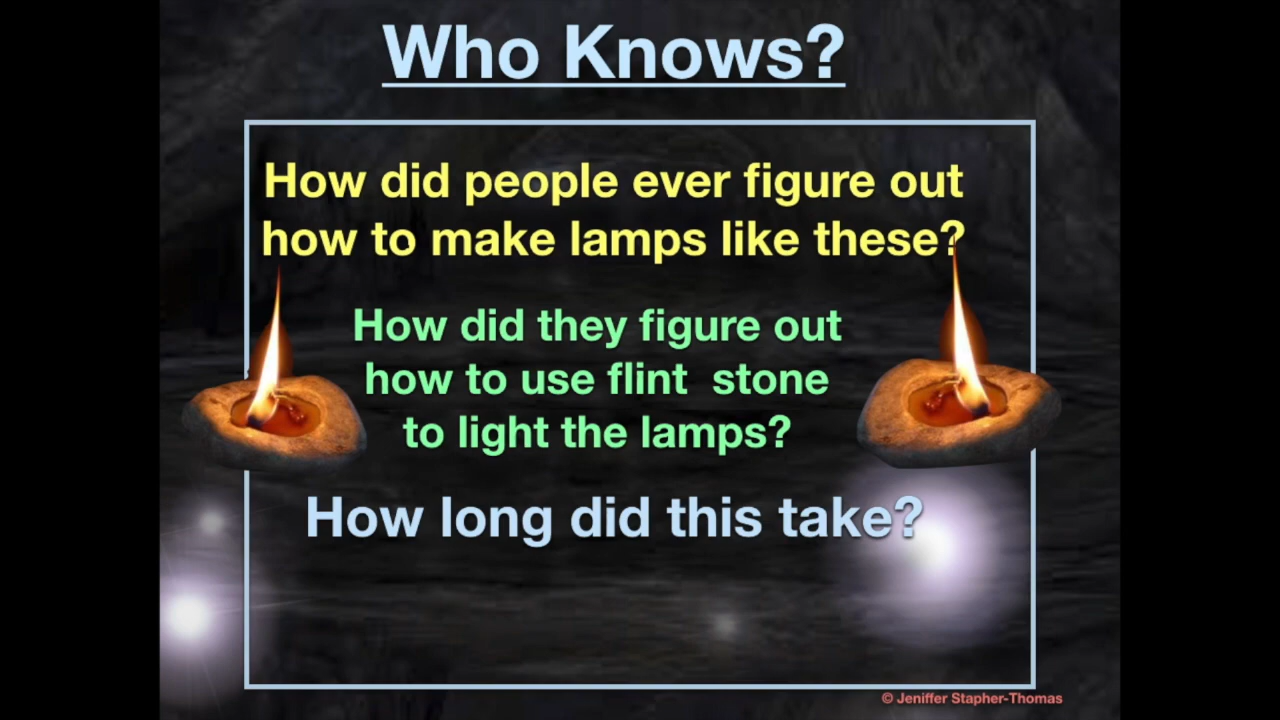 Who Knows?
How did people ever figure out
how to make lamps like these?
How did they figure out
how to use flint  stone
to light the lamps?
How long did this take?
© Jeniffer Stapher-Thomas